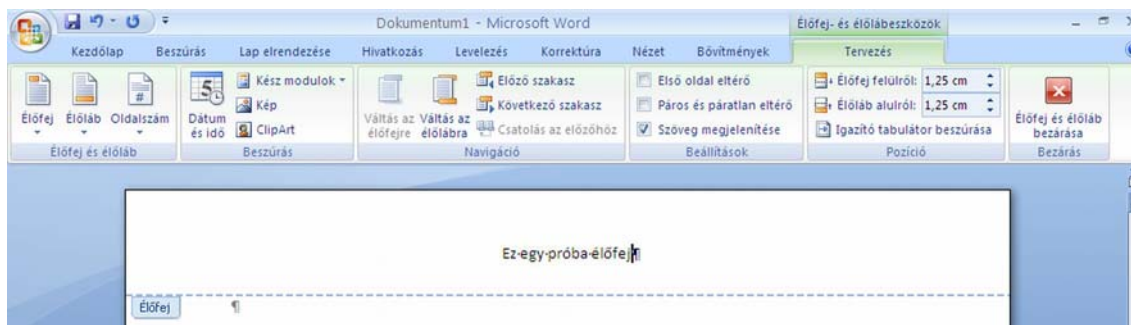 Dokumentum1 - Microsoft Word
Élőfej- és élőlábeszközök
Kezdőlap Beszúrás Lap elrendezése Hivatkozás Levelezés Korrektúra Nézet Bővítmények Tervezés
Élőfej
Élőláb
Oldalszám
Élőfej és élőláb
Dátum
és idő
Kész modulok
Kép
ClipArt
Beszúrás
Váltás az
élőfejre
Váltás az
élőlábra
Előző szakasz
Következő szakasz
Csatolás az előzőhöz
Navigáció
Első oldal eltérő
Páros és páratlan eltérő
Szöveg megjelenítése
Beállítások
Élőfej felülről: 1,25 cm
Élőláb alulról: 1,25 cm
Igazító tabulátor beszúrása
Pozíció
Élőfej és élőláb
bezárása
Bezárás
Ez·egy·próba·élőfej¶
Élőfej
¶